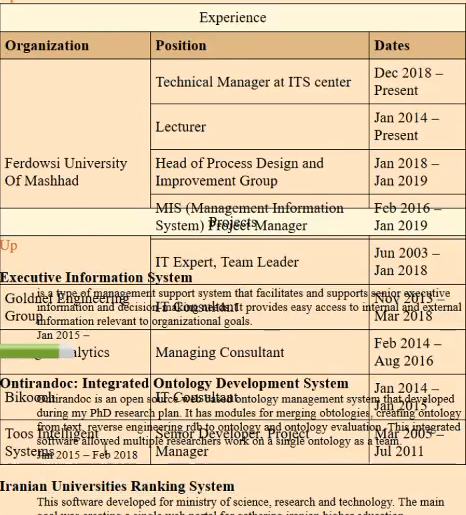 Experience
Organization Position Dates
Technical Manager at ITS center Dec 2018 –
Present
Lecturer Jan 2014 –
Present
Ferdowsi University
Of Mashhad
Head of Process Design and
Improvement Group
Jan 2018 –
Jan 2019
MIS (Management Information
System) Project Manager
Feb 2016 –
Jan 2019
Projects
Up
IT Expert, Team Leader Jun 2003 –
Jan 2018
Executive Information System
is a type of management support system that facilitates and supports senior executive
information and decision-making needs. It provides easy access to internal and external
information relevant to organizational goals.
Jan 2015 –
Engineering
Group
IT Consultant
Nov 2013 –
Mar 2018
Managing Consultant Feb 2014 –
Aug 2016
Ontirandoc: Integrated Ontology Development System
Ontirandoc is an open source web based ontology management system that developed
during my PhD research plan. It has modules for merging obtologies, creating ontology
from text, reverse engineering rdb to ontology and ontology evaluation. This integrated
software allowed multiple researchers work on a single ontology as a team.
Jan 2015 – Feb 2018
IT Consultant Jan 2014 –
Jan 2015
Toos Intelligent
Systems
Senior Developer, Project
Manager
Mar 2005 –
Jul 2011
Iranian Universities Ranking System
This software developed for ministry of science, research and technology. The main